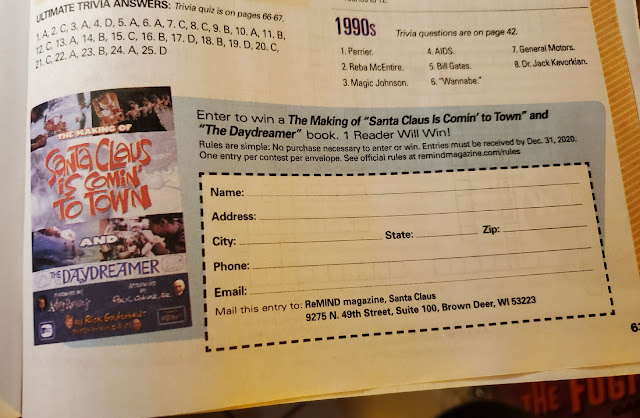 ULTIMATE TRIVIA ANSWERS: Trivia quiz is on pages 66-67.
1. A, 2. C, 3. A, 4. D, 5. A, 6. A, 7. C, 8. C, 9. B, 10. A, 11. B,
12. C, 13. A, 14. B, 15. C, 16. B, 17. D, 18. B, 19. D, 20. C,
21. C, 22. A, 23. B, 24. A, 25. D
rounds to 12.
1990s Trivia questions are on page 42.
1. Perrier. 4. AIDS. 7. General Motors.
2. Reba McEntire. 5. Bill Gates. 8. Dr. Jack Kevorkian.
3. Magic Johnson. 6. "Wannabe."
THE MAKING OF
SANTA CLAUS
IS COMIN'
TO TOWN
AND
THE DAYDREAMER
Enter to win a The Making of "Santa Claus Is Comin' to Town" and
"The Daydreamer" book. 1 Reader Will Win!
Rules are simple: No purchase necessary to enter or win. Entries must be received by Dec. 31, 2020.
One entry per contest per envelope. See official rules at remindmagazine.com/rules
Name:
Address:
City: State: Zip:
Phone:
Email:
Mail this entry to: ReMIND magazine, Santa Claus
9275 N. 49th Street, Suite 100, Brown Deer, WI 53223
THE FUG